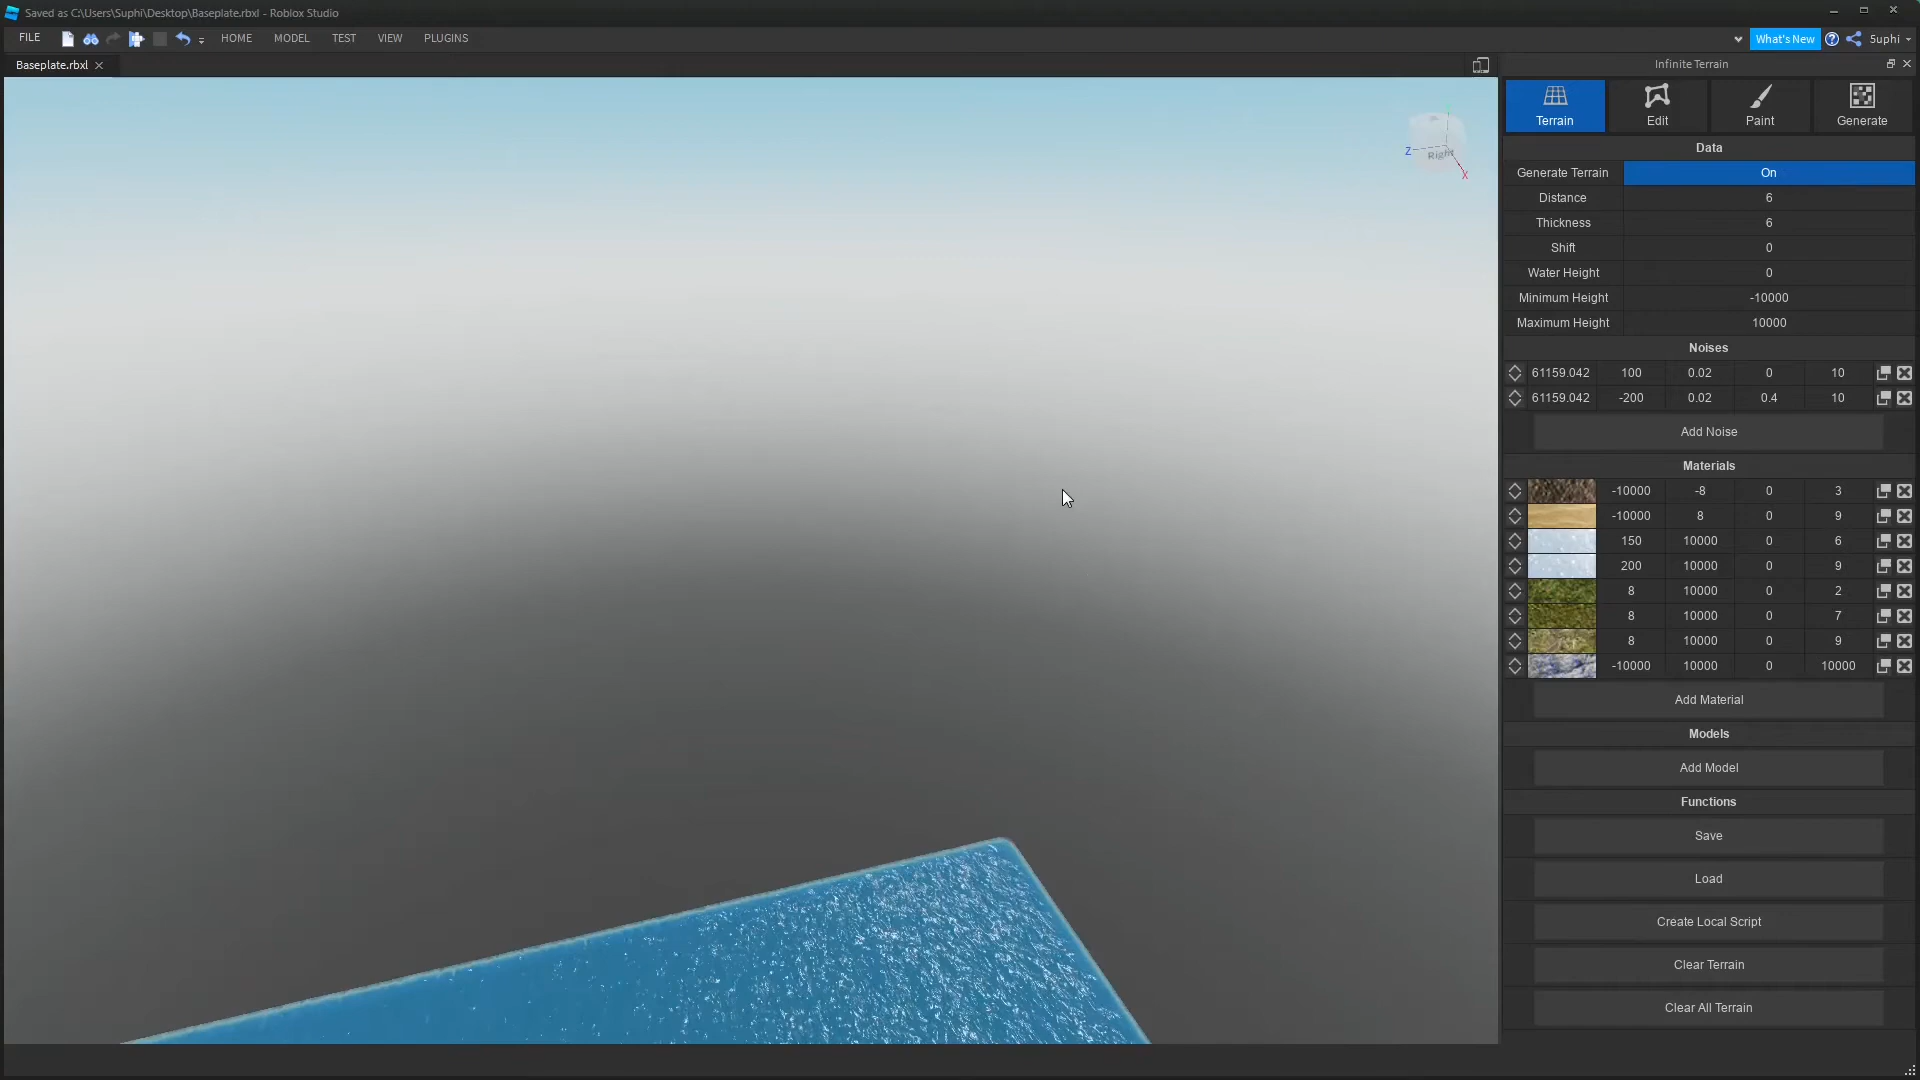 Saved as C:\Users\Suphi\Desktop\Baseplate.rbxl - Roblox Studio
FILE HOME MODEL TEST VIEW PLUGINS What's New 5uphi
Baseplate.rbxl
Infinite Terrain
Z Right X
Terrain Edit Paint Generate
Data
Generate Terrain On
Distance 6
Thickness 6
Shift 0
Water Height 0
Minimum Height -10000
Maximum Height 10000
Noises
61159.042 100 0.02 0 10
61159.042 -200 0.02 0.4 10
Add Noise
Materials
-10000 -8 0 3
-10000 8 0 9
150 10000 0 6
200 10000 0 9
8 10000 0 2
8 10000 0 7
8 10000 0 9
-10000 10000 0 10000
Add Material
Models
Add Model
Functions
Save
Load
Create Local Script
Clear Terrain
Clear All Terrain